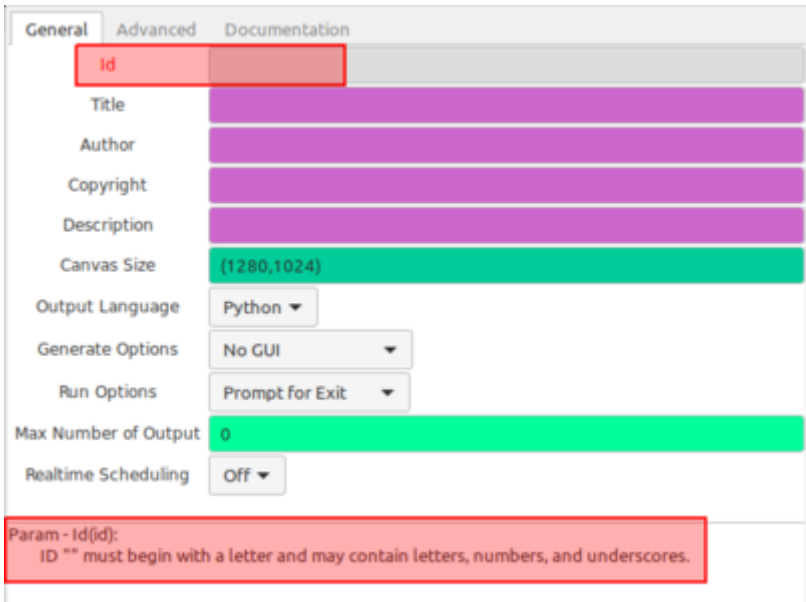 General Advanced Documentation
Id
Title
Author
Copyright
Description
Canvas Size (1280,1024)
Output Language Python
Generate Options No GUI
Run Options Prompt for Exit
Max Number of Output 0
Realtime Scheduling Off
Param - Id(id):
ID "" must begin with a letter and may contain letters, numbers, and underscores.